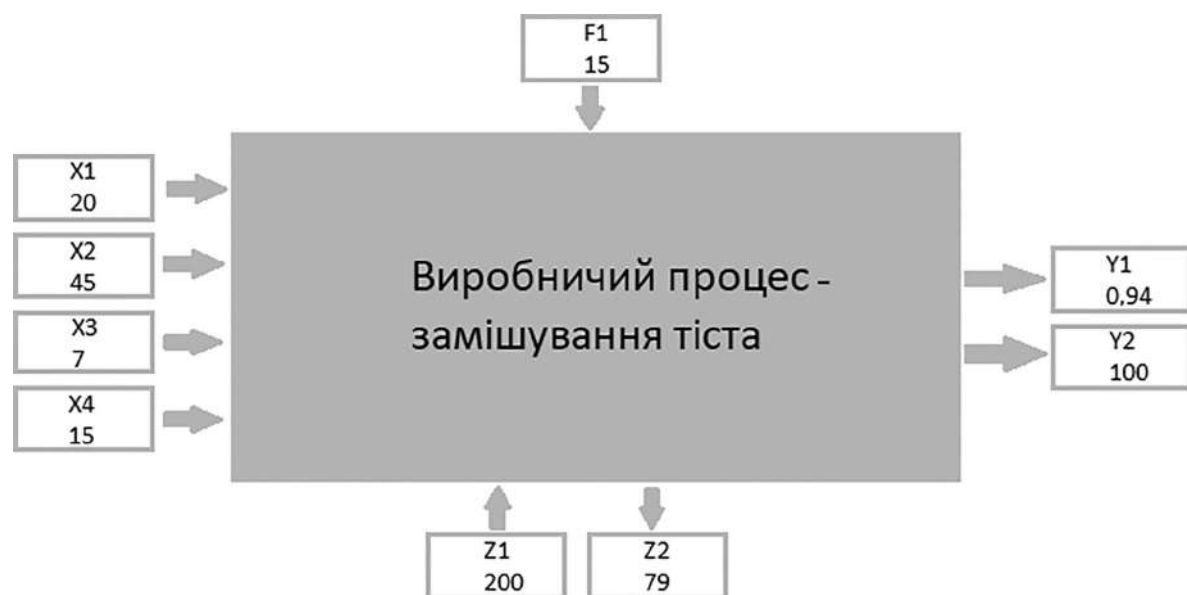 F1
15
X1
20
X2
45
X3
7
X4
15
Виробничий процес -
замішування тіста
Y1
0,94
Y2
100
Z1
200
Z2
79